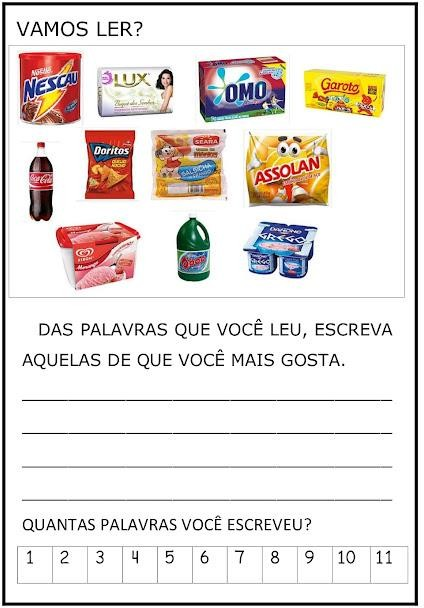 VAMOS LER?
Nestlé
NESCAU
LUX
OMO
Garoto
Coca-Cola
Doritos
QUEIJO NACHO
SEARA
SALSICHA
ASSOLAN
KIBON
DANONE
GREGO
DAS PALAVRAS QUE VOCÊ LEU, ESCREVA
AQUELAS DE QUE VOCÊ MAIS GOSTA.
QUANTAS PALAVRAS VOCÊ ESCREVEU?
1 2 3 4 5 6 7 8 9 10 11